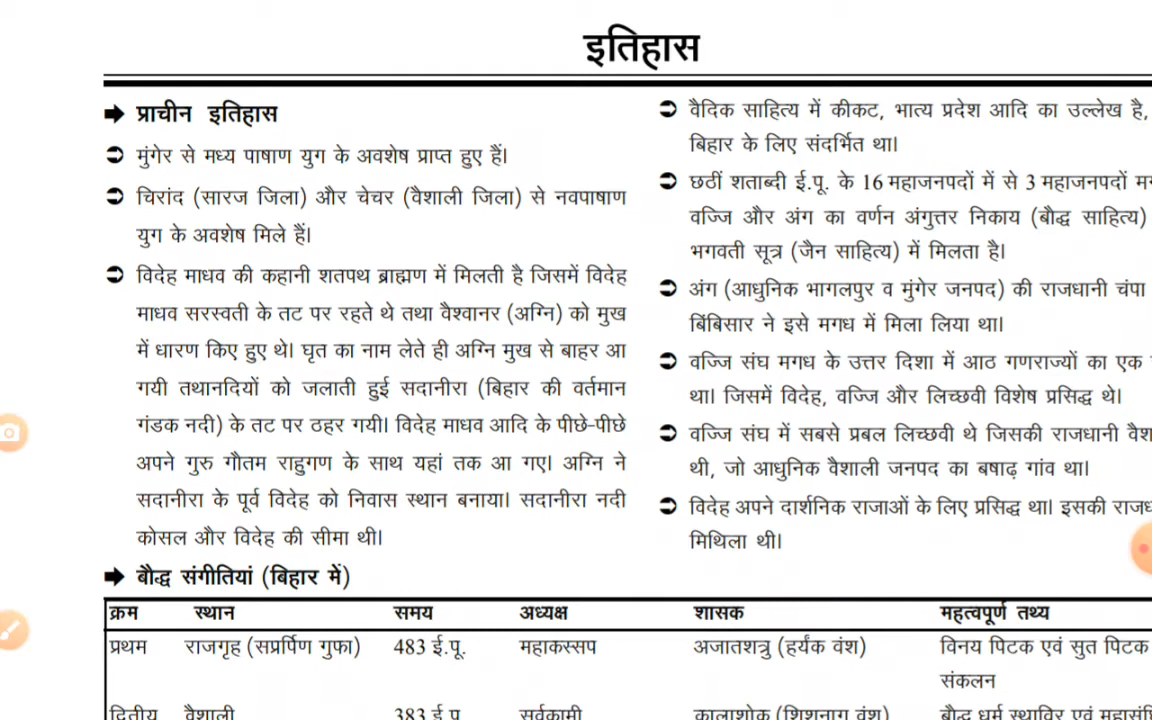 इतिहास
➡ प्राचीन इतिहास
➲ मुंगेर से मध्य पाषाण युग के अवशेष प्राप्त हुए हैं।
➲ चिरांद (सारज जिला) और चेचर (वैशाली जिला) से नवपाषाण
युग के अवशेष मिले हैं।
➲ विदेह माधव की कहानी शतपथ ब्राह्मण में मिलती है जिसमें विदेह
माधव सरस्वती के तट पर रहते थे तथा वैश्वानर (अग्नि) को मुख
में धारण किए हुए थे। घृत का नाम लेते ही अग्नि मुख से बाहर आ
गयी तथानदियों को जलाती हुई सदानीरा (बिहार की वर्तमान
गंडक नदी) के तट पर ठहर गयी। विदेह माधव आदि के पीछे-पीछे
अपने गुरु गौतम राहुगण के साथ यहां तक आ गए। अग्नि ने
सदानीरा के पूर्व विदेह को निवास स्थान बनाया। सदानीरा नदी
कोसल और विदेह की सीमा थी।
➲ वैदिक साहित्य में कीकट, भात्य प्रदेश आदि का उल्लेख है,
बिहार के लिए संदर्भित था।
➲ छठीं शताब्दी ई.पू. के 16 महाजनपदों में से 3 महाजनपदों
वज्जि और अंग का वर्णन अंगुत्तर निकाय (बौद्ध साहित्य)
भगवती सूत्र (जैन साहित्य) में मिलता है।
➲ अंग (आधुनिक भागलपुर व मुंगेर जनपद) की राजधानी चंपा
बिंबिसार ने इसे मगध में मिला लिया था।
➲ वज्जि संघ मगध के उत्तर दिशा में आठ गणराज्यों का एक
था। जिसमें विदेह, वज्जि और लिच्छवी विशेष प्रसिद्ध थे।
➲ वज्जि संघ में सबसे प्रबल लिच्छवी थे जिसकी राजधानी
थी, जो आधुनिक वैशाली जनपद का बषाढ़ गांव था।
➲ विदेह अपने दार्शनिक राजाओं के लिए प्रसिद्ध था। इसकी
मिथिला थी।
➡ बौद्ध संगीतियां (बिहार में)
क्रम स्थान समय अध्यक्ष शासक महत्वपूर्ण तथ्य
प्रथम राजगृह (सप्रर्पिण गुफा) 483 ई.पू. महाकस्सप अजातशत्रु (हर्यंक वंश) विनय पिटक एवं सुत पिटक
संकलन
द्वितीय वैशाली 383 ई.पू. सर्वकामी कालाशोक (शिशुनाग वंश) बौद्ध धर्म स्थाविर एवं